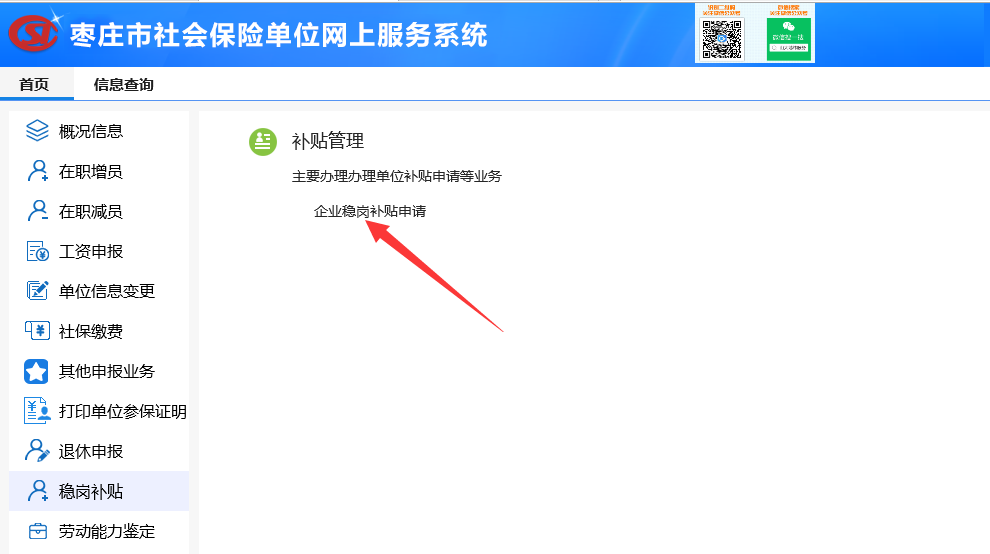 枣庄市社会保险单位网上服务系统
首页
信息查询
概况信息
在职增员
在职减员
工资申报
单位信息变更
社保缴费
其他申报业务
打印单位参保证明
退休申报
稳岗补贴
劳动能力鉴定
补贴管理
主要办理办理单位补贴申请等业务
企业稳岗补贴申请